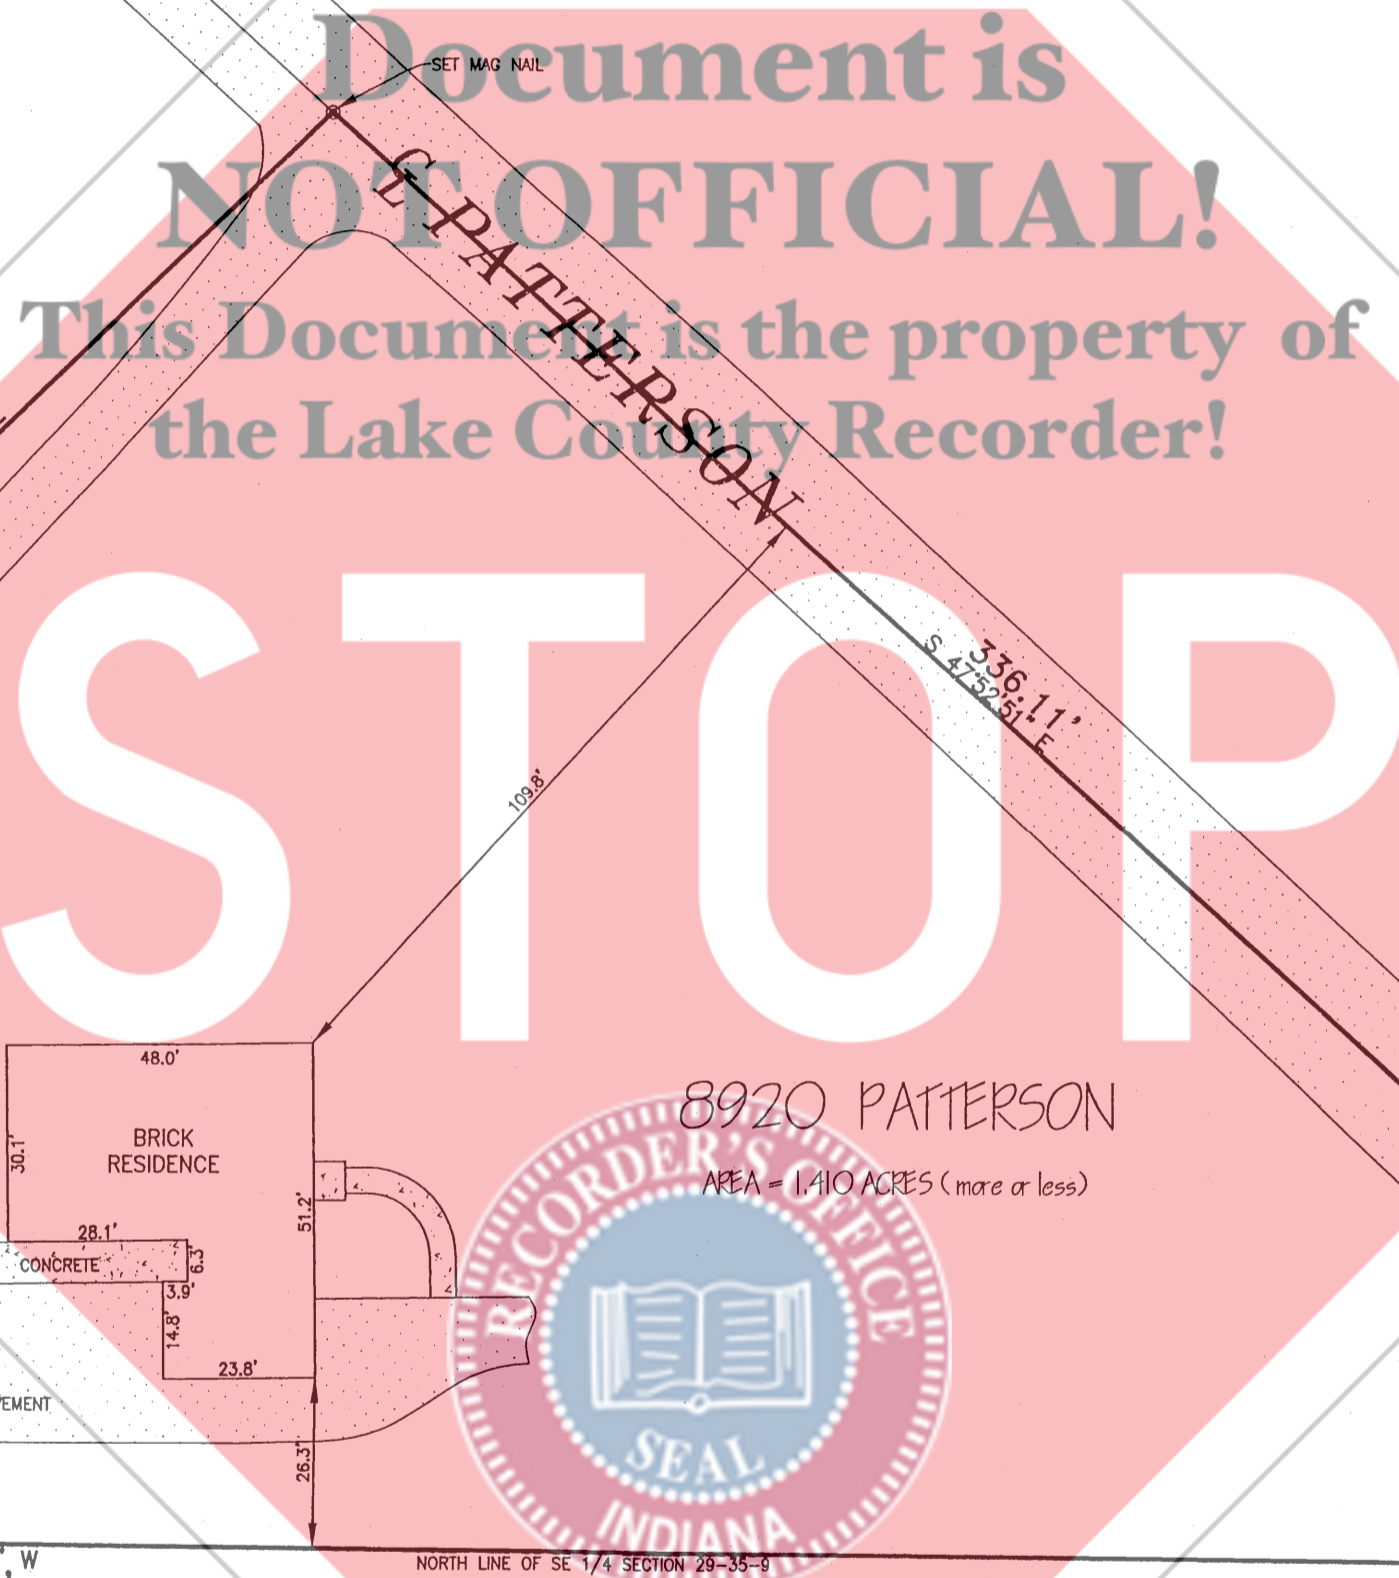 Document is
SET MAG NAIL
NOT OFFICIAL!
℄ PATTERSON
This Document is the property of
the Lake County Recorder!
STOP
336.11'
S 47°52'51" E
109.8'
48.0'
8920 PATTERSON
BRICK
RESIDENCE
30.1'
AREA = 1.410 ACRES (more or less)
51.2'
28.1'
CONCRETE
6.3'
3.9'
14.8'
23.8'
EMENT
26.3'
RECORDER'S OFFICE
SEAL
INDIANA
W
NORTH LINE OF SE 1/4 SECTION 29-35-9